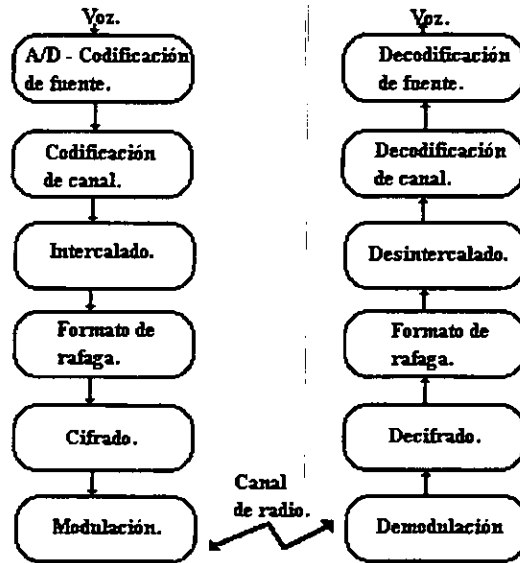 Voz.
A/D - Codificación
de fuente.
Codificación
de canal.
Intercalado.
Formato de
rafaga.
Cifrado.
Modulación.
Canal
de radio.
Voz.
Decodificación
de fuente.
Decodificación
de canal.
Desintercalado.
Formato de
rafaga.
Decifrado.
Demodulación